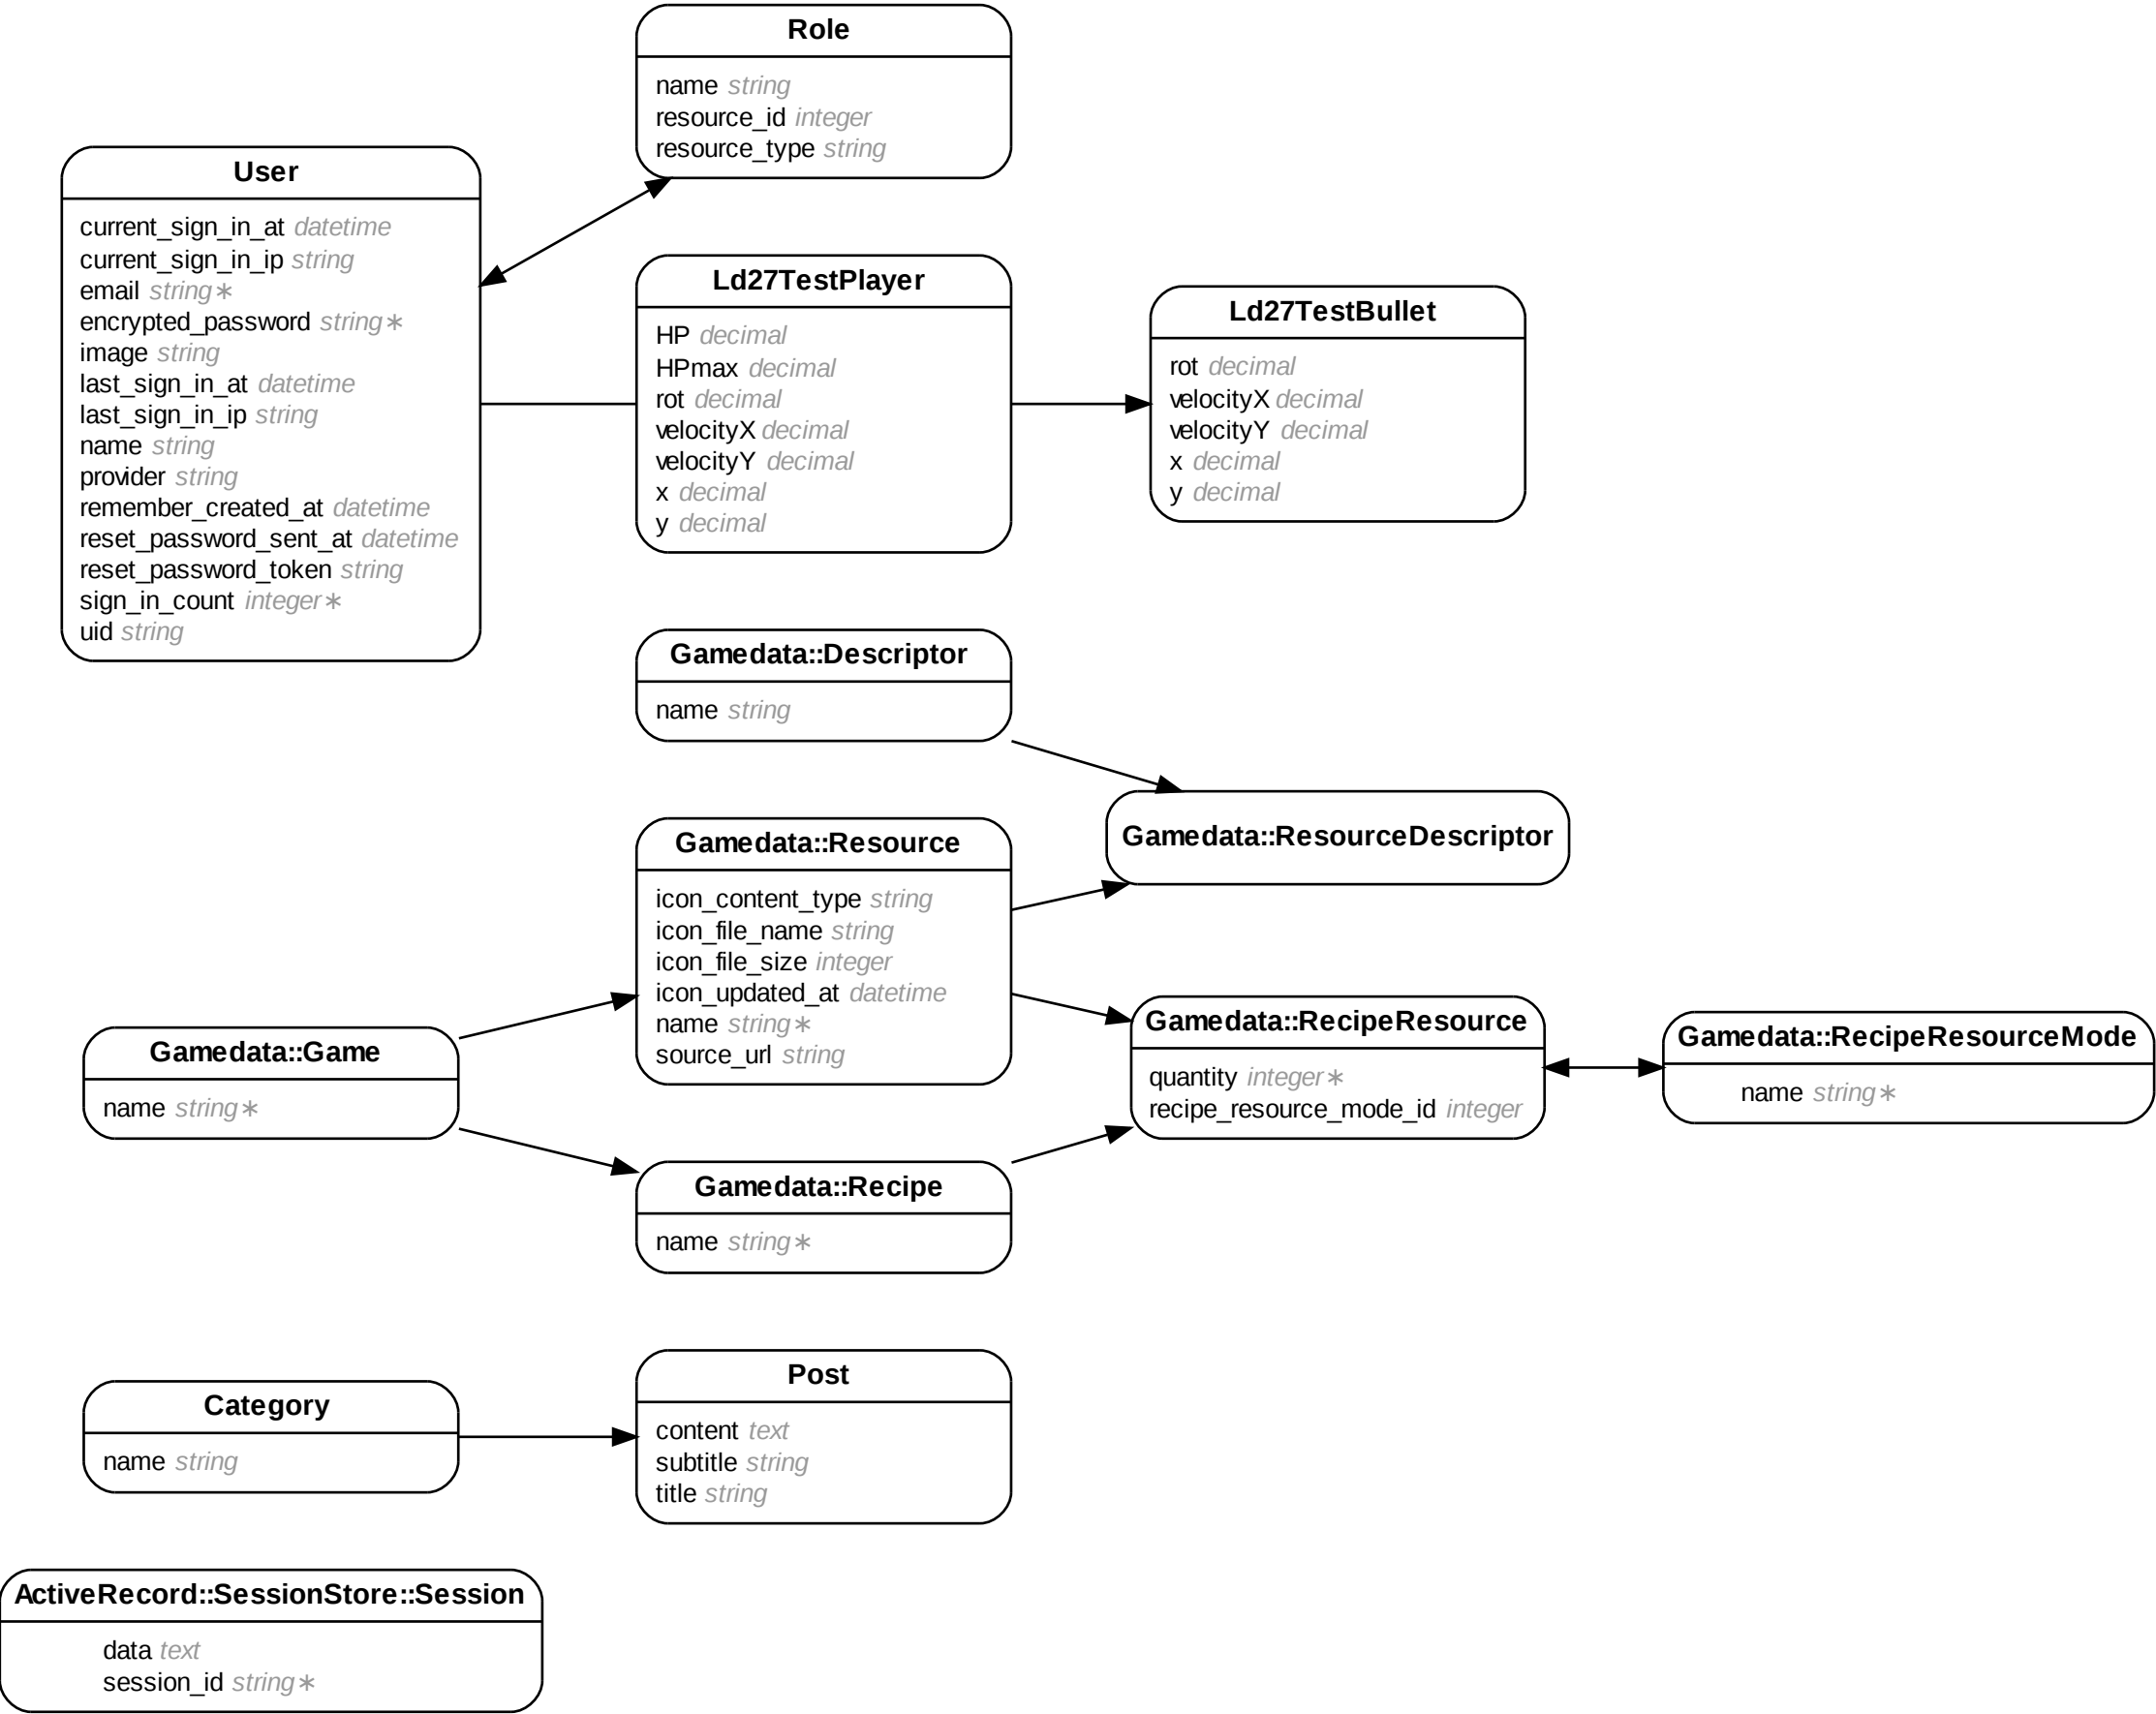 Role
name string
resource_id integer
resource_type string
User
current_sign_in_at datetime
current_sign_in_ip string
email string∗
encrypted_password string∗
image string
last_sign_in_at datetime
last_sign_in_ip string
name string
provider string
remember_created_at datetime
reset_password_sent_at datetime
reset_password_token string
sign_in_count integer∗
uid string
Ld27TestPlayer
HP decimal
HPmax decimal
rot decimal
velocityX decimal
velocityY decimal
x decimal
y decimal
Ld27TestBullet
rot decimal
velocityX decimal
velocityY decimal
x decimal
y decimal
Gamedata::Descriptor
name string
Gamedata::ResourceDescriptor
Gamedata::Resource
icon_content_type string
icon_file_name string
icon_file_size integer
icon_updated_at datetime
name string∗
source_url string
Gamedata::Game
name string∗
Gamedata::RecipeResource
quantity integer∗
recipe_resource_mode_id integer
Gamedata::RecipeResourceMode
name string∗
Gamedata::Recipe
name string∗
Category
name string
Post
content text
subtitle string
title string
ActiveRecord::SessionStore::Session
data text
session_id string∗